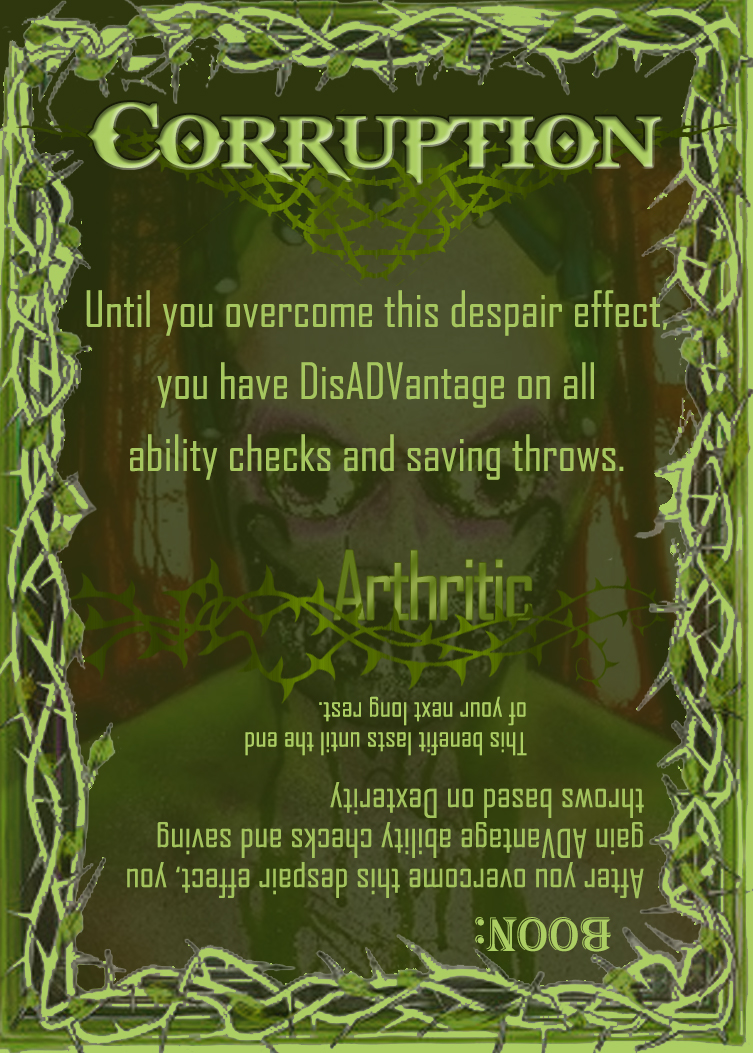 CORRUPTION
Until you overcome this despair effect,
you have DisADVantage on all
ability checks and saving throws.
Arthritic
BOON:
After you overcome this despair effect, you
gain ADVantage ability checks and saving
throws based on Dexterity
This benefit lasts until the end
of your next long rest.